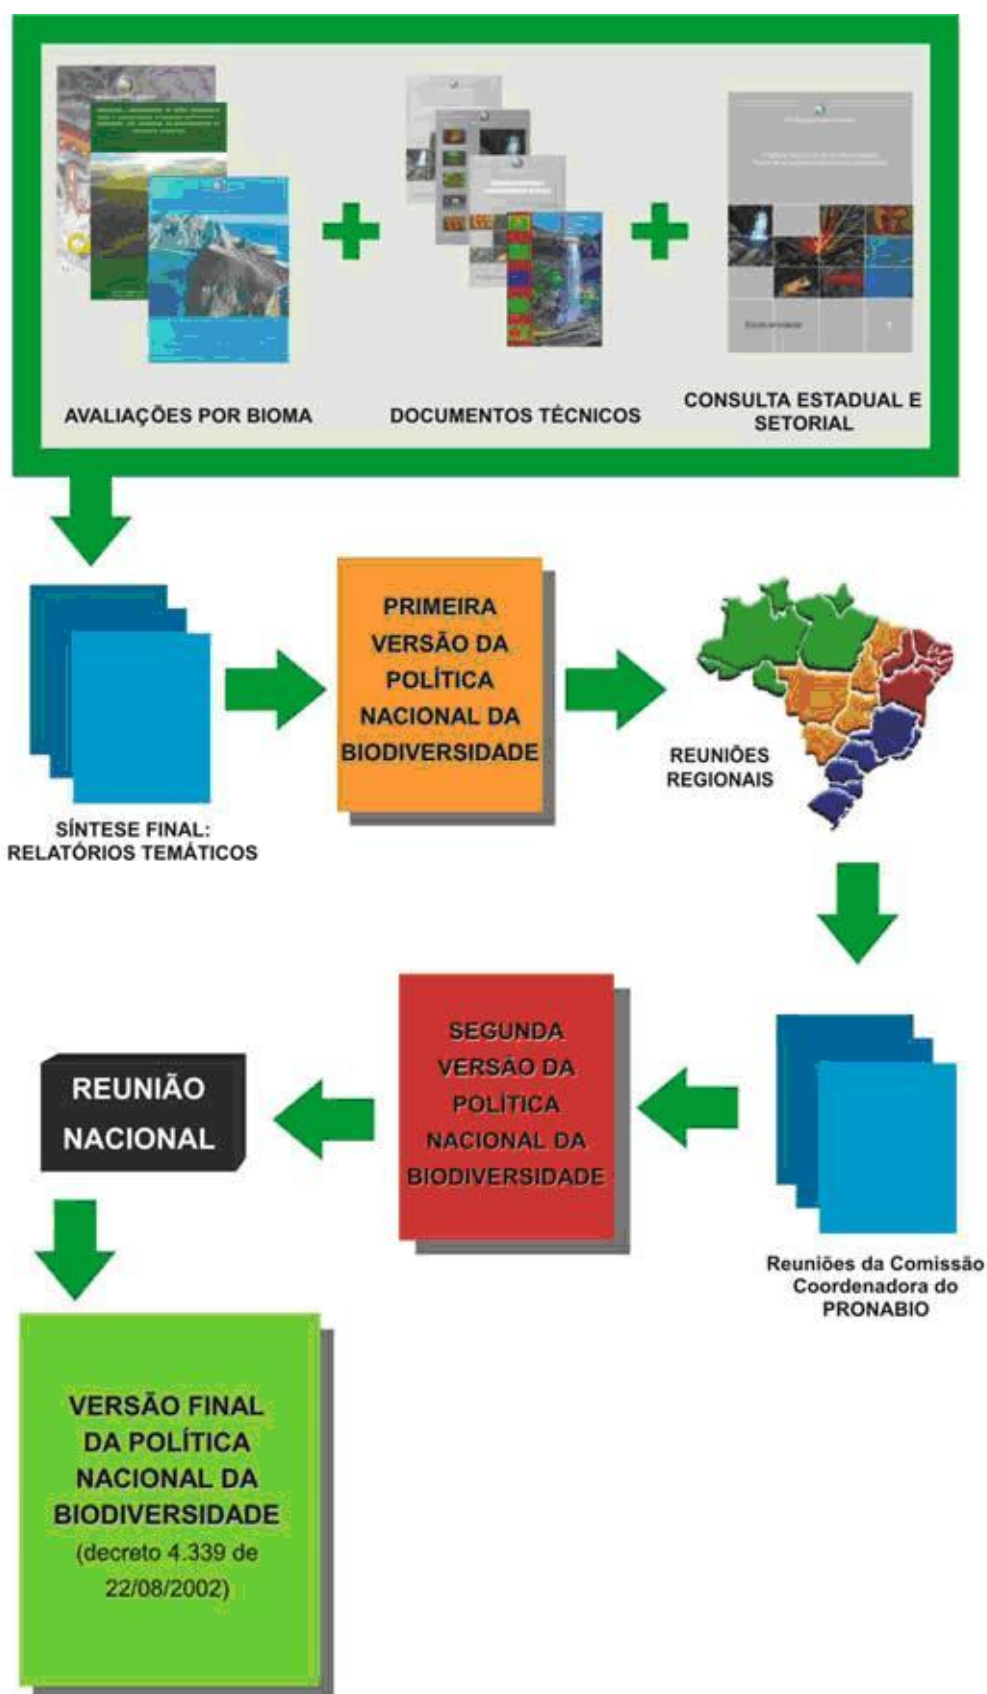 AVALIAÇÕES POR BIOMA
DOCUMENTOS TÉCNICOS
CONSULTA ESTADUAL E
SETORIAL
SÍNTESE FINAL:
RELATÓRIOS TEMÁTICOS
PRIMEIRA
VERSÃO DA
POLÍTICA
NACIONAL DA
BIODIVERSIDADE
REUNIÕES
REGIONAIS
Reuniões da Comissão
Coordenadora do
PRONABIO
SEGUNDA
VERSÃO DA
POLÍTICA
NACIONAL DA
BIODIVERSIDADE
REUNIÃO
NACIONAL
VERSÃO FINAL
DA POLÍTICA
NACIONAL DA
BIODIVERSIDADE
(decreto 4.339 de
22/08/2002)